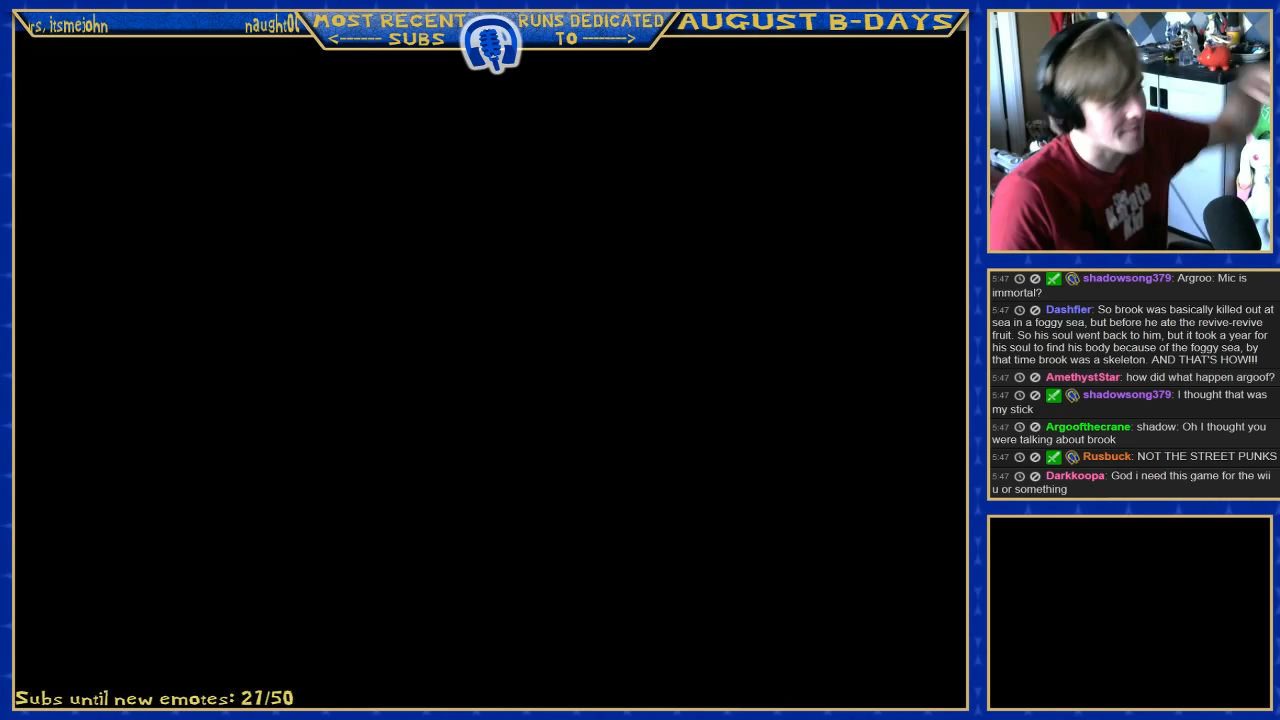 rs, itsmejohn
naught0
MOST RECENT
<------ SUBS
RUNS DEDICATED
TO ------->
AUGUST B-DAYS
5:47 shadowsong379: Argroo: Mic is
immortal?
5:47 Dashfier: So brook was basically killed out at
sea in a foggy sea, but before he ate the revive-revive
fruit. So his soul went back to him, but it took a year for
his soul to find his body because of the foggy sea, by
that time brook was a skeleton. AND THAT'S HOW!!!
5:47 AmethystStar: how did what happen argoof?
5:47 shadowsong379: I thought that was
my stick
5:47 Argoofthecrane: shadow: Oh I thought you
were talking about brook
5:47 Rusbuck: NOT THE STREET PUNKS
5:47 Darkkoopa: God i need this game for the wii
u or something
Subs until new emotes: 27/50